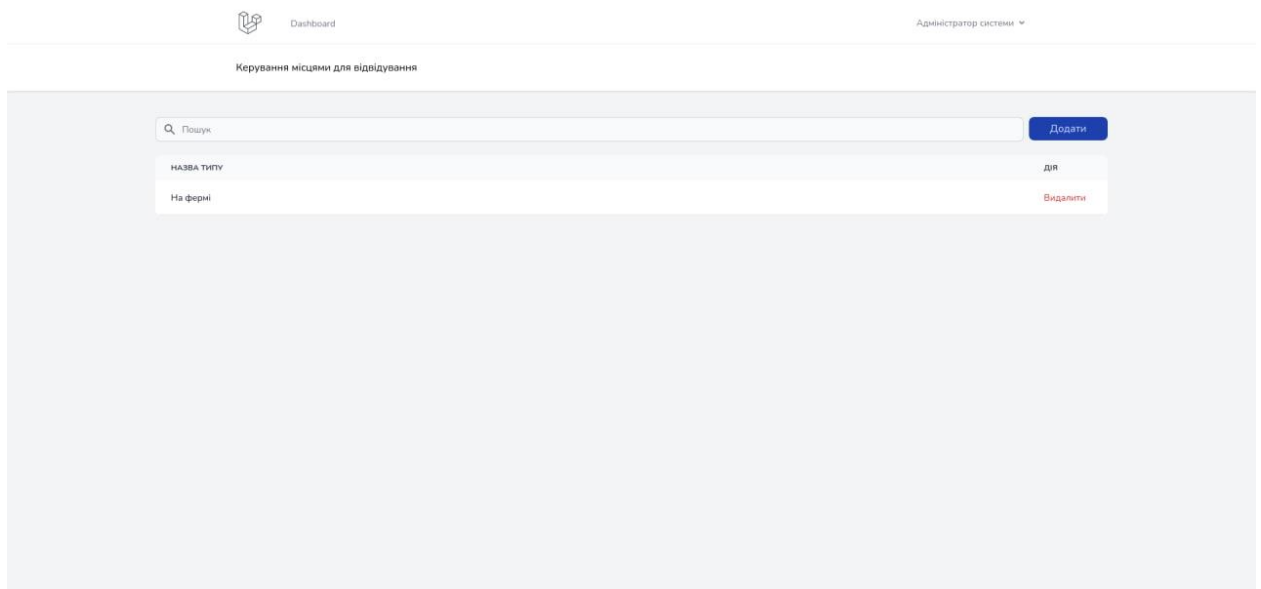 Dashboard
Адміністратор системи
Керування місцями для відвідування
Пошук
Додати
НАЗВА ТИПУ
ДІЯ
На фермі
Видалити